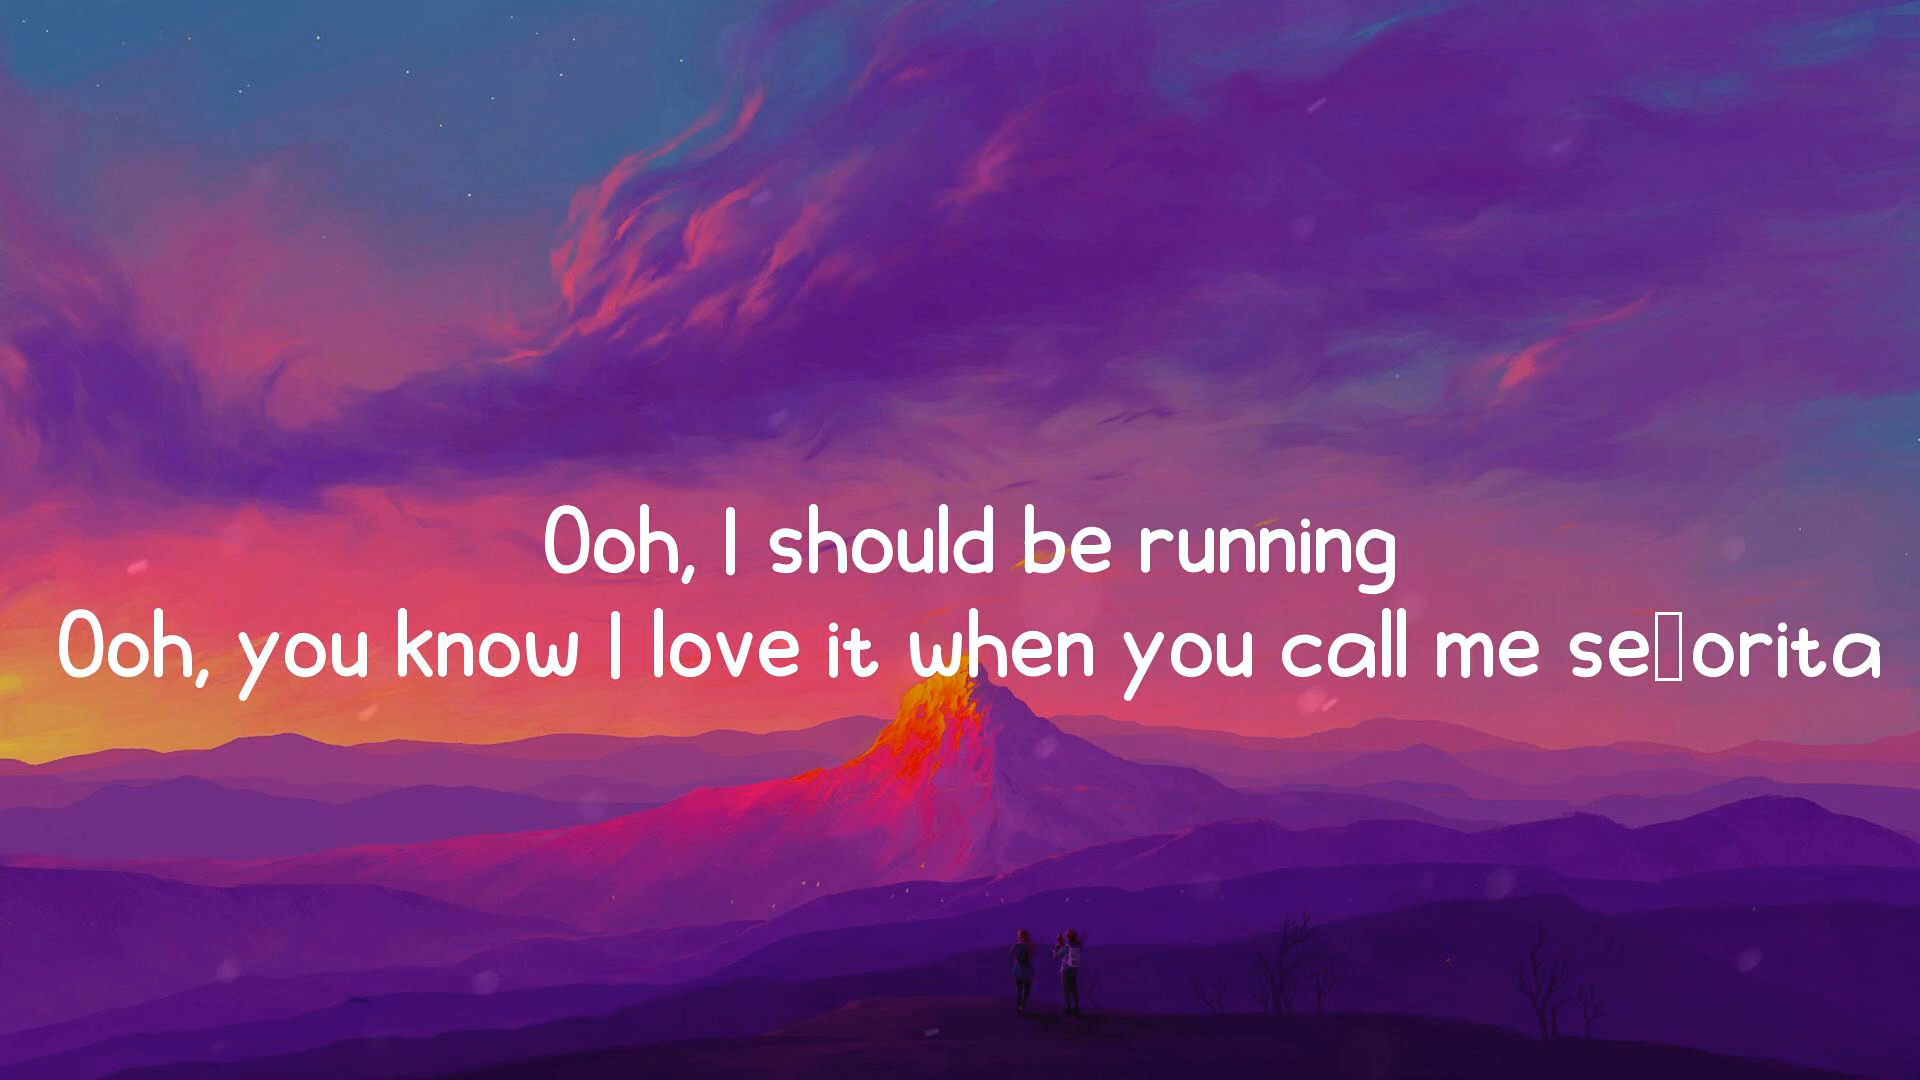 Ooh, I should be running
Ooh, you know I love it when you call me se▯orita